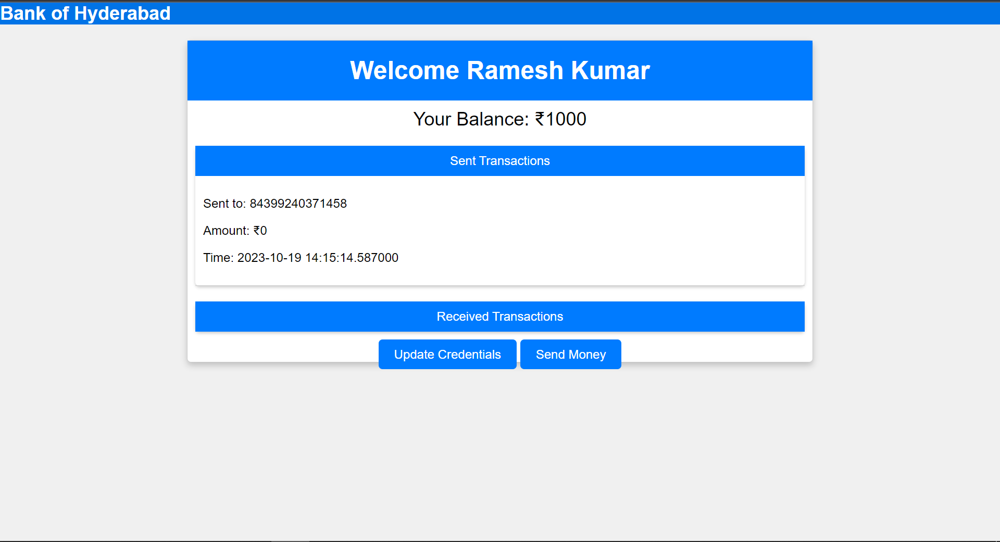 Bank of Hyderabad
Welcome Ramesh Kumar
Your Balance: ₹1000
Sent Transactions
Sent to: 84399240371458
Amount: ₹0
Time: 2023-10-19 14:15:14.587000
Received Transactions
Update Credentials
Send Money